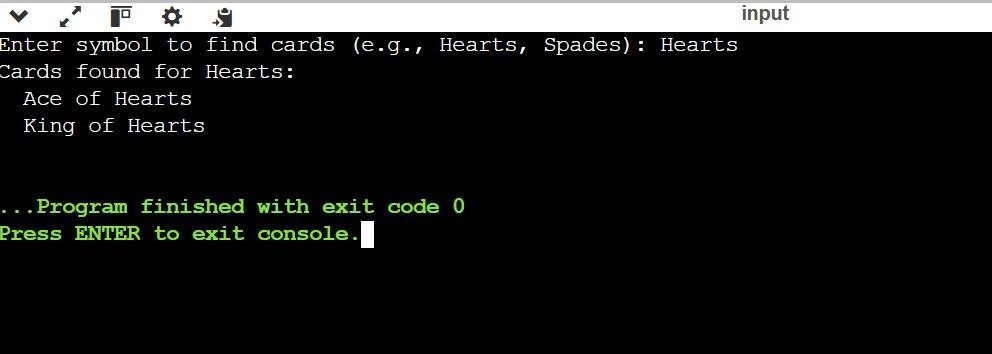 input
Enter symbol to find cards (e.g., Hearts, Spades): Hearts
Cards found for Hearts:
Ace of Hearts
King of Hearts
...Program finished with exit code 0
Press ENTER to exit console.